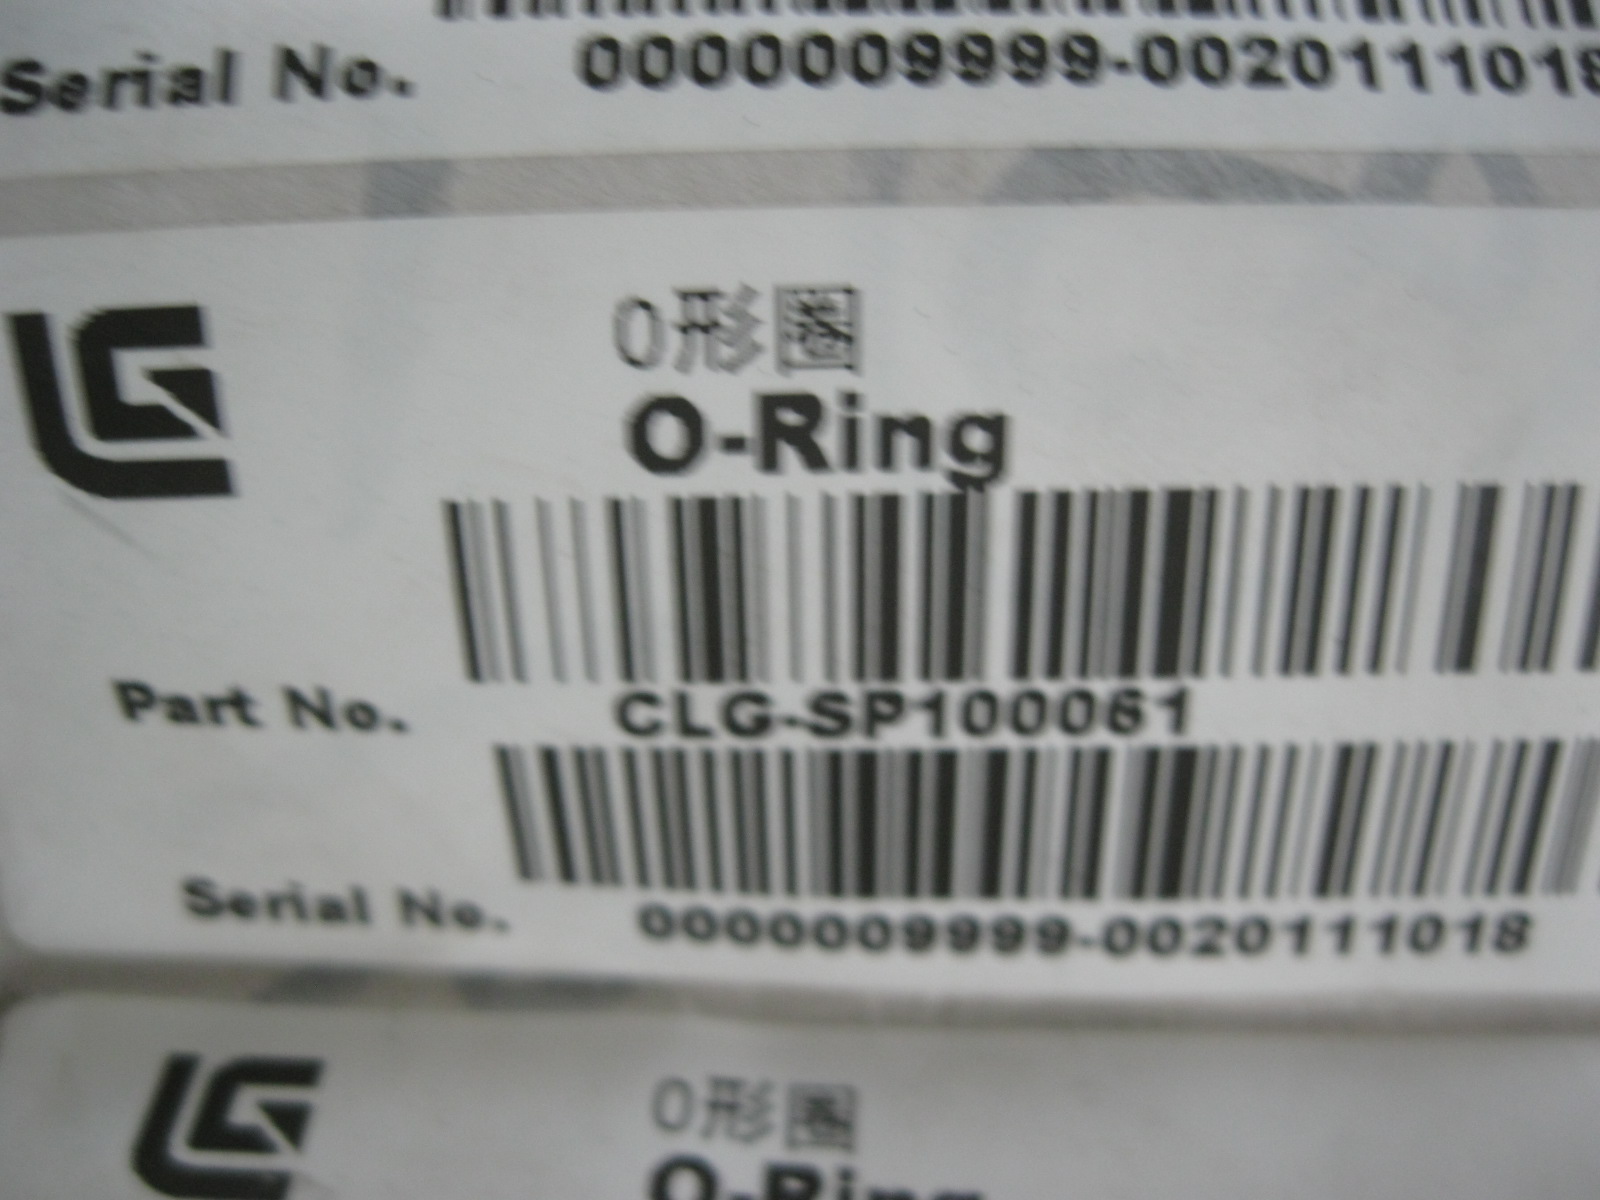 Serial No. 0000009999-0020111018
O形圈
O-Ring
Part No. CLG-SP100061
Serial No. 0000009999-0020111018
O形圈
O-Ring